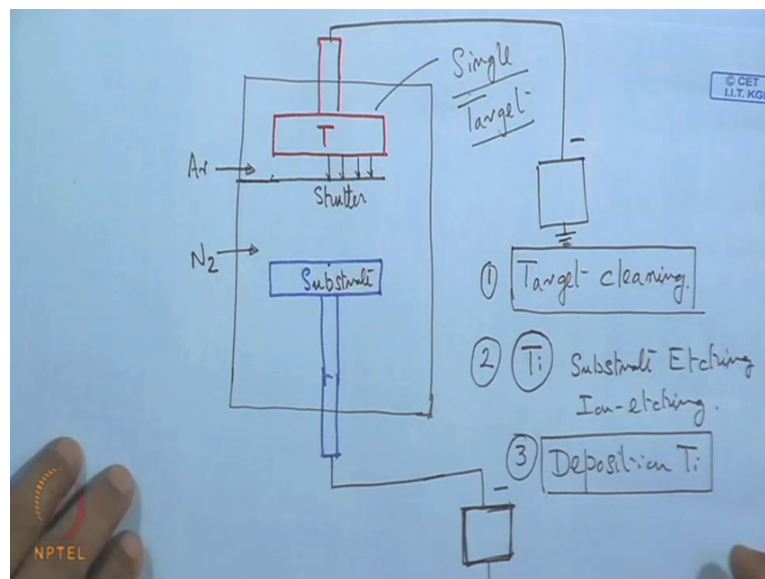 Single
Target
© CET
I.I.T. KGP
T
Ar
Shutter
N2
Substrate
① Target cleaning.
② Ti Substrate Etching
Ion-etching.
③ Deposition Ti
NPTEL